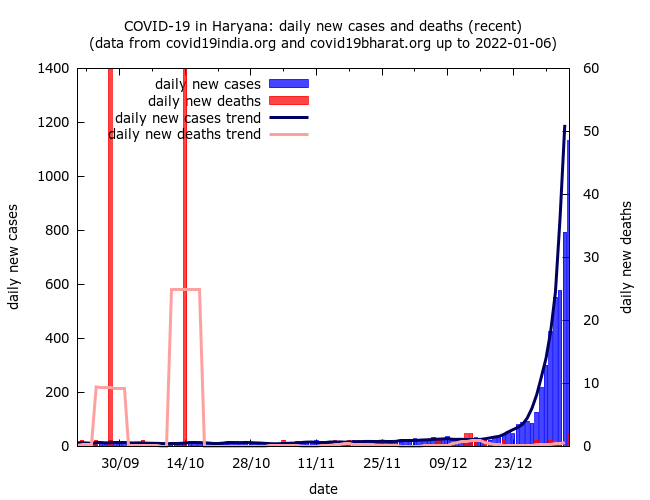 COVID-19 in Haryana: daily new cases and deaths (recent)
(data from covid19india.org and covid19bharat.org up to 2022-01-06)
daily new cases
daily new deaths
daily new cases trend
daily new deaths trend
1400
1200
1000
800
600
400
200
0
60
50
40
30
20
10
0
daily new cases
daily new deaths
30/09 14/10 28/10 11/11 25/11 09/12 23/12
date